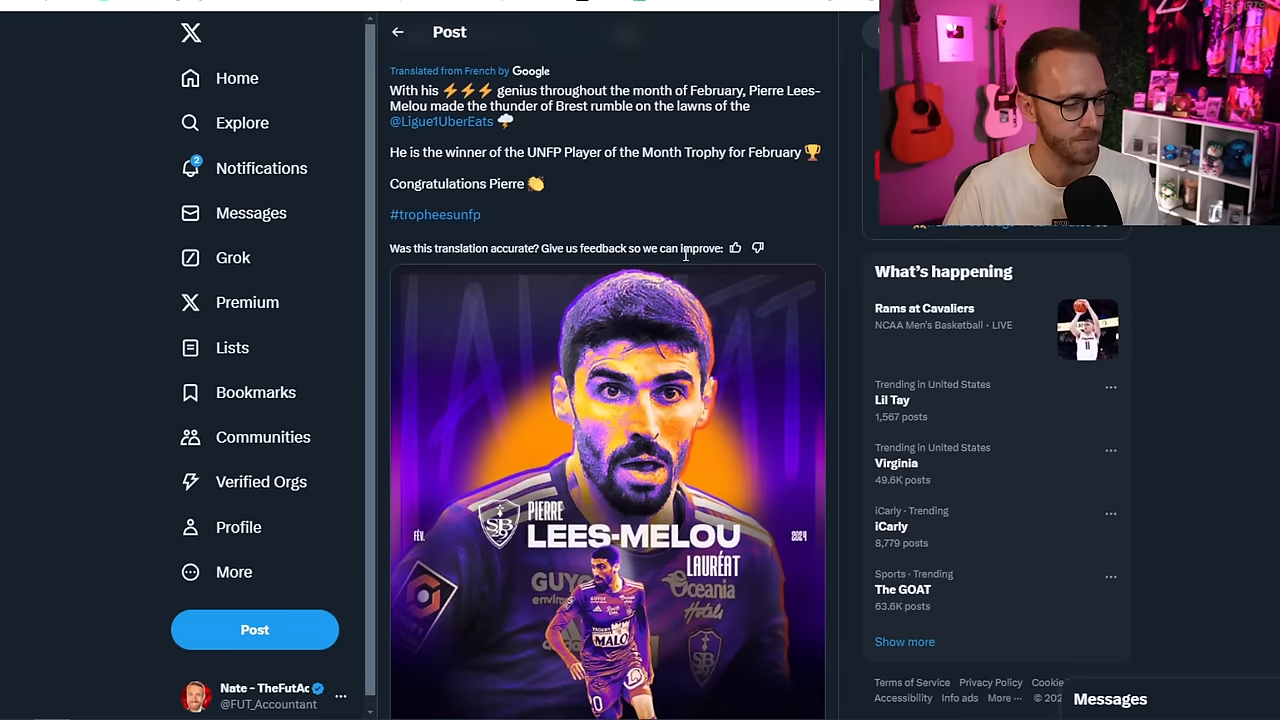 Home
Explore
2
Notifications
Messages
Grok
Premium
Lists
Bookmarks
Communities
Verified Orgs
Profile
More
Post
Nate - TheFutAc
@FUT_Accountant
Post
Translated from French by Google
With his ⚡⚡⚡ genius throughout the month of February, Pierre Lees-
Melou made the thunder of Brest rumble on the lawns of the
@Ligue1UberEats 🌩️
He is the winner of the UNFP Player of the Month Trophy for February 🏆
Congratulations Pierre 👏
#tropheesunfp
Was this translation accurate? Give us feedback so we can improve:
PIERRE
LEES-MELOU
LAURÉAT
FÉV.
2024
SB
29
GUYO
Oceania
Hotels
MALO
10
What's happening
Rams at Cavaliers
NCAA Men's Basketball · LIVE
Trending in United States
Lil Tay
1,567 posts
Trending in United States
Virginia
49.6K posts
iCarly · Trending
iCarly
8,779 posts
Sports · Trending
The GOAT
63.6K posts
Show more
Terms of Service Privacy Policy Cookie
Accessibility Ads info More ··· © 202
Messages